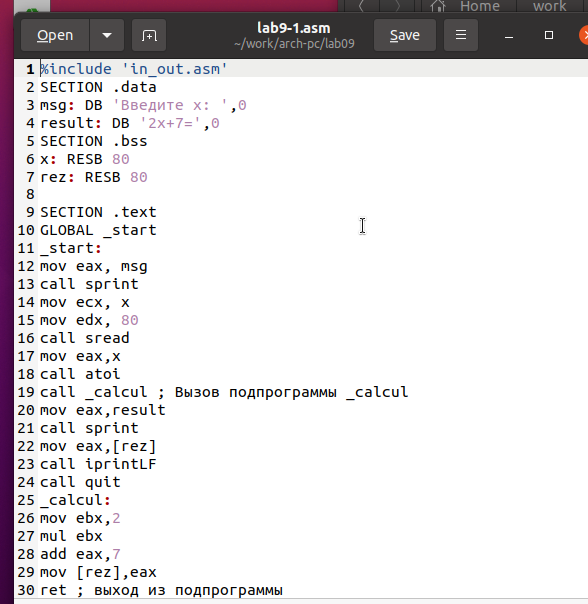 Home work
Open lab9-1.asm Save
~/work/arch-pc/lab09
1 %include 'in_out.asm'
2 SECTION .data
3 msg: DB 'Введите x: ',0
4 result: DB '2x+7=',0
5 SECTION .bss
6 x: RESB 80
7 rez: RESB 80
8
9 SECTION .text
10 GLOBAL _start
11 _start:
12 mov eax, msg
13 call sprint
14 mov ecx, x
15 mov edx, 80
16 call sread
17 mov eax,x
18 call atoi
19 call _calcul ; Вызов подпрограммы _calcul
20 mov eax,result
21 call sprint
22 mov eax,[rez]
23 call iprintLF
24 call quit
25 _calcul:
26 mov ebx,2
27 mul ebx
28 add eax,7
29 mov [rez],eax
30 ret ; выход из подпрограммы